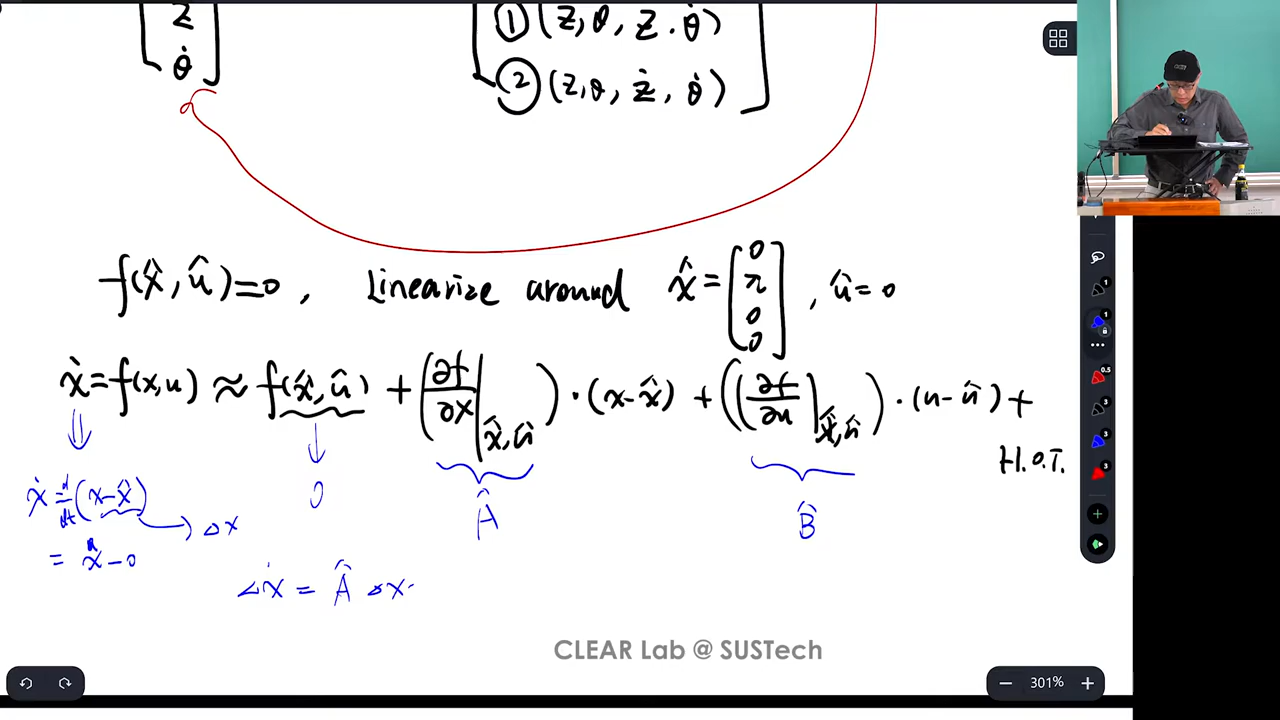 Z
θ̇
① (Z, θ, Ż, θ̇)
② (Z, θ, Ż, θ̇)
f(x̂, û)=0, Linearize around x̂ = [0 π 0 0], û=0
ẋ = f(x,u) ≈ f(x̂, û) + (∂f/∂x |x̂,û) · (x-x̂) + ((∂f/∂u |x̂,û) · (u-û) +
H.O.T.
ẋ = d/dt (x-x̂)
Δx
= ẋ - 0
0
Â
B̂
Δẋ = Â Δx
CLEAR Lab @ SUSTech
301%